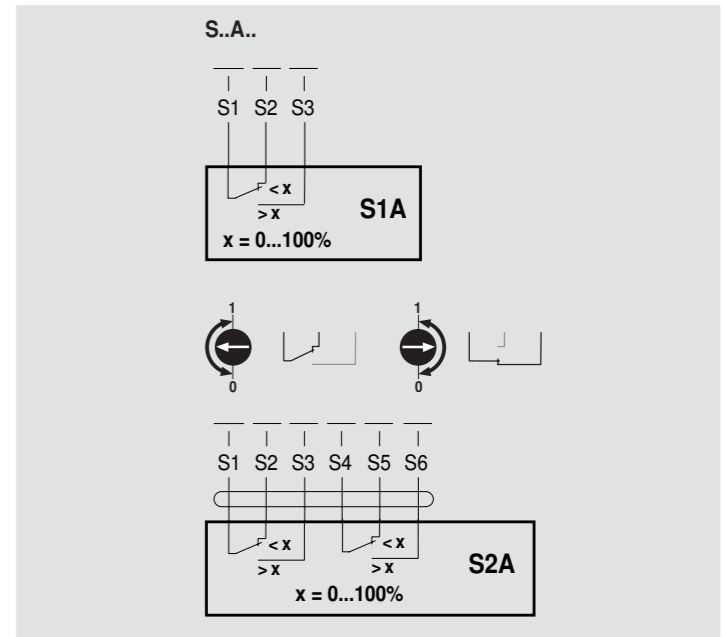 S..A..
S1 S2 S3
< x
> x
S1A
x = 0...100%
1 1
0 0
S1 S2 S3 S4 S5 S6
< x < x
> x > x
S2A
x = 0...100%